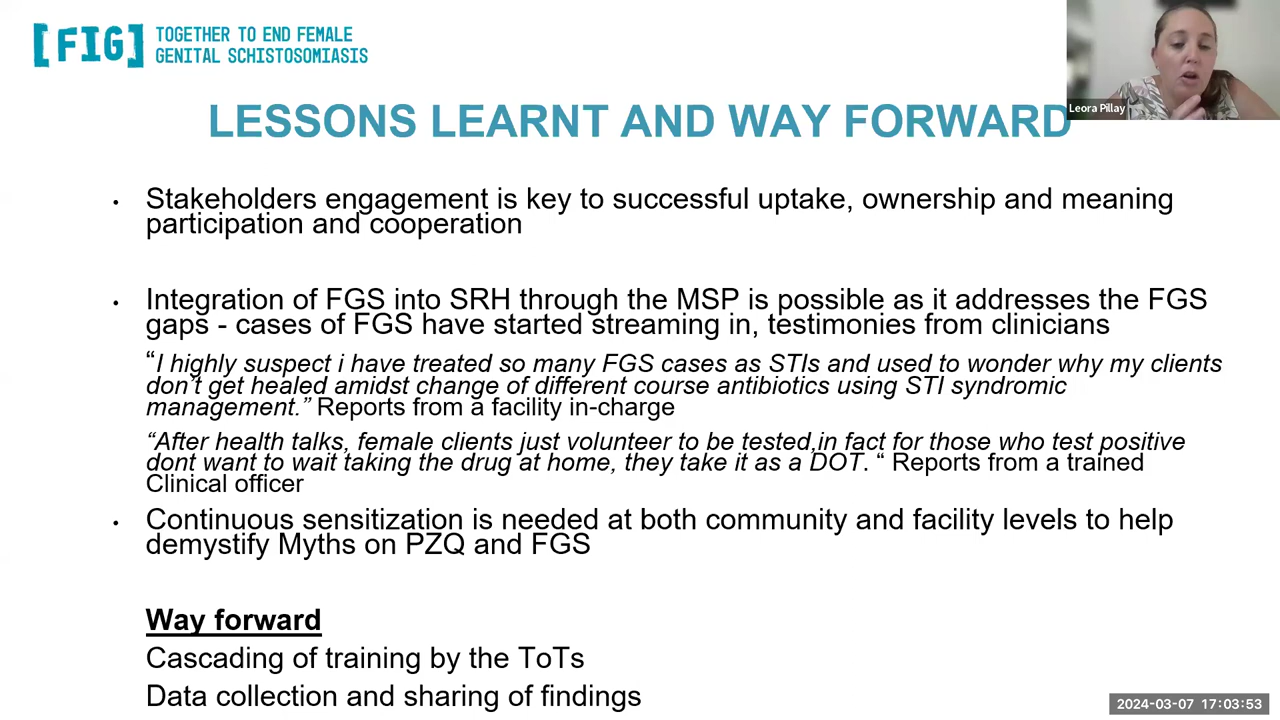 [FIG] TOGETHER TO END FEMALE
GENITAL SCHISTOSOMIASIS
Leora Pillay
LESSONS LEARNT AND WAY FORWARD
• Stakeholders engagement is key to successful uptake, ownership and meaning
participation and cooperation
• Integration of FGS into SRH through the MSP is possible as it addresses the FGS
gaps - cases of FGS have started streaming in, testimonies from clinicians
“I highly suspect i have treated so many FGS cases as STIs and used to wonder why my clients
don’t get healed amidst change of different course antibiotics using STI syndromic
management.” Reports from a facility in-charge
“After health talks, female clients just volunteer to be tested,in fact for those who test positive
dont want to wait taking the drug at home, they take it as a DOT. “ Reports from a trained
Clinical officer
• Continuous sensitization is needed at both community and facility levels to help
demystify Myths on PZQ and FGS
Way forward
Cascading of training by the ToTs
Data collection and sharing of findings
2024-03-07 17:03:53